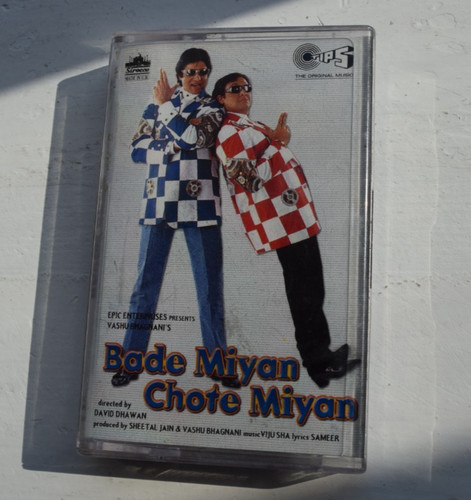 TIPS
THE ORIGINAL MUSIC
EPIC ENTERPRISES PRESENTS
VASHU BHAGNANI'S
Bade Miyan
Chote Miyan
directed by
DAVID DHAWAN
produced by SHEETAL JAIN & VASHU BHAGNANI music VIJU SHA lyrics SAMEER